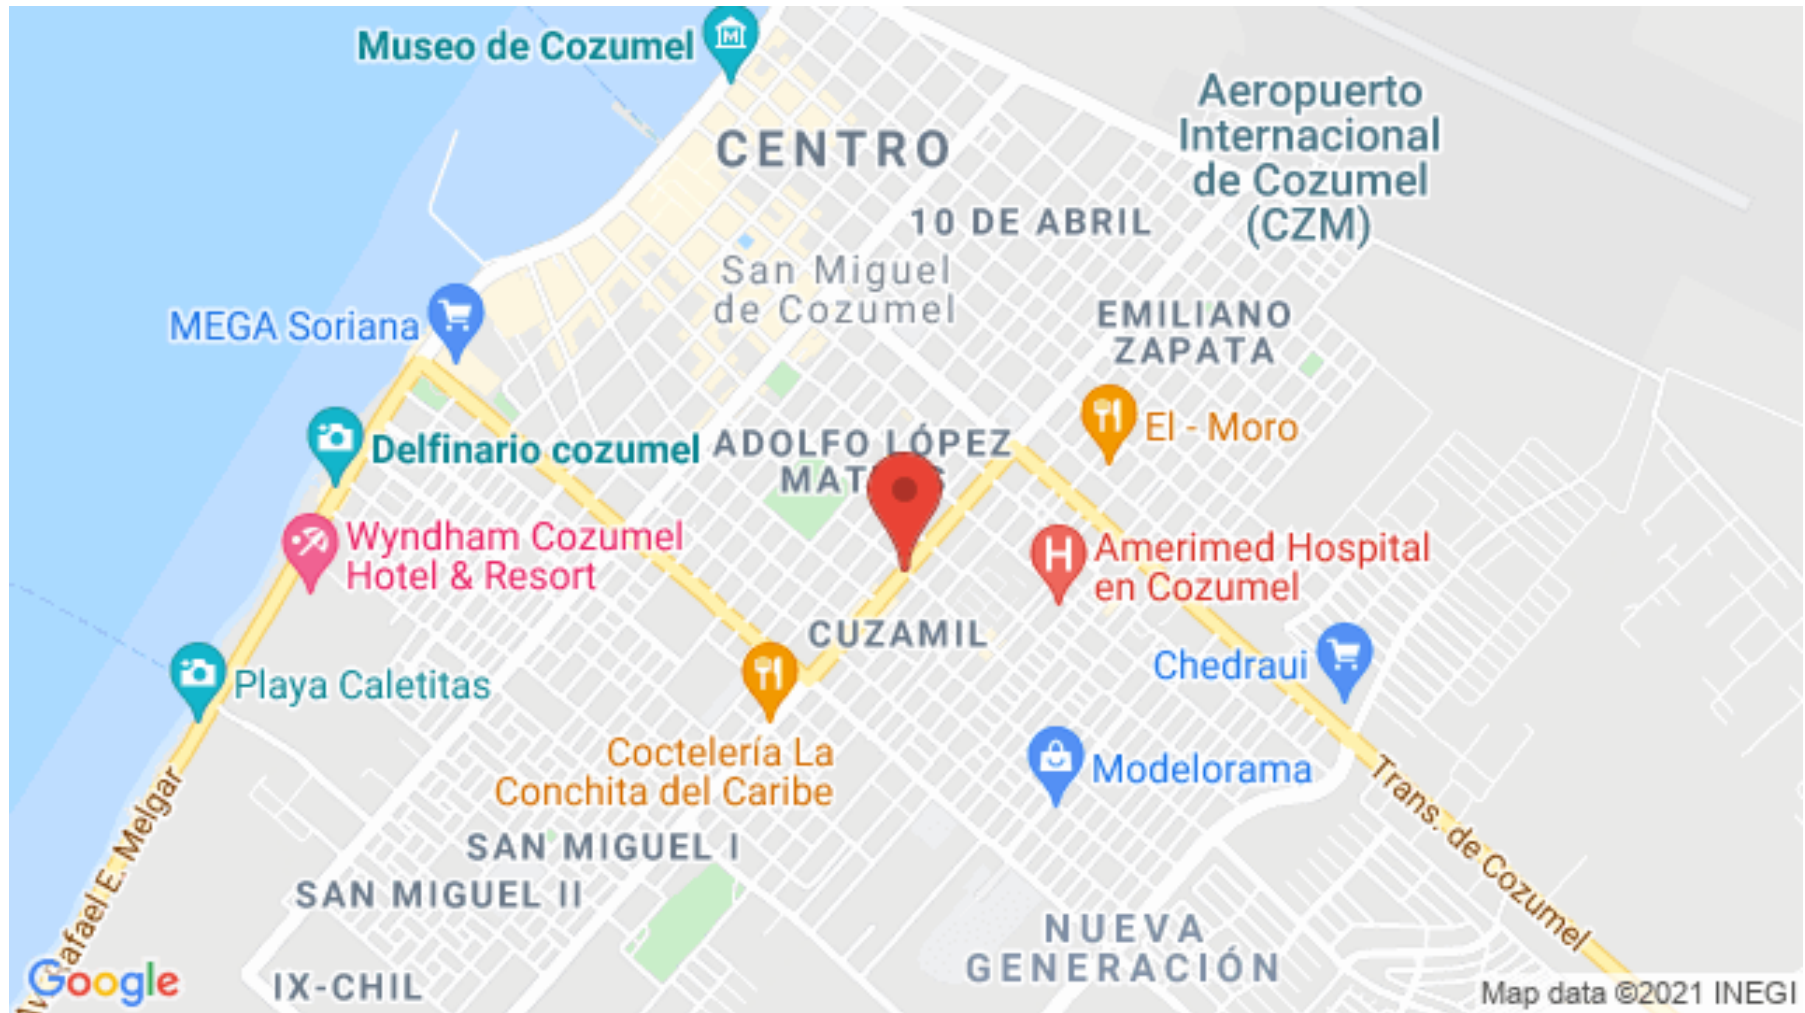 Museo de Cozumel
Aeropuerto
Internacional
de Cozumel
(CZM)
CENTRO
10 DE ABRIL
San Miguel
de Cozumel
MEGA Soriana
EMILIANO
ZAPATA
El - Moro
Delfinario cozumel
ADOLFO LÓPEZ
Wyndham Cozumel
Hotel & Resort
Amerimed Hospital
en Cozumel
CUZAMIL
Chedraui
Playa Caletitas
Coctelería La
Conchita del Caribe
Modelorama
Trans. de Cozumel
Rafael E. Melgar
SAN MIGUEL I
SAN MIGUEL II
NUEVA
GENERACIÓN
IX-CHIL
Google
Map data ©2021 INEGI